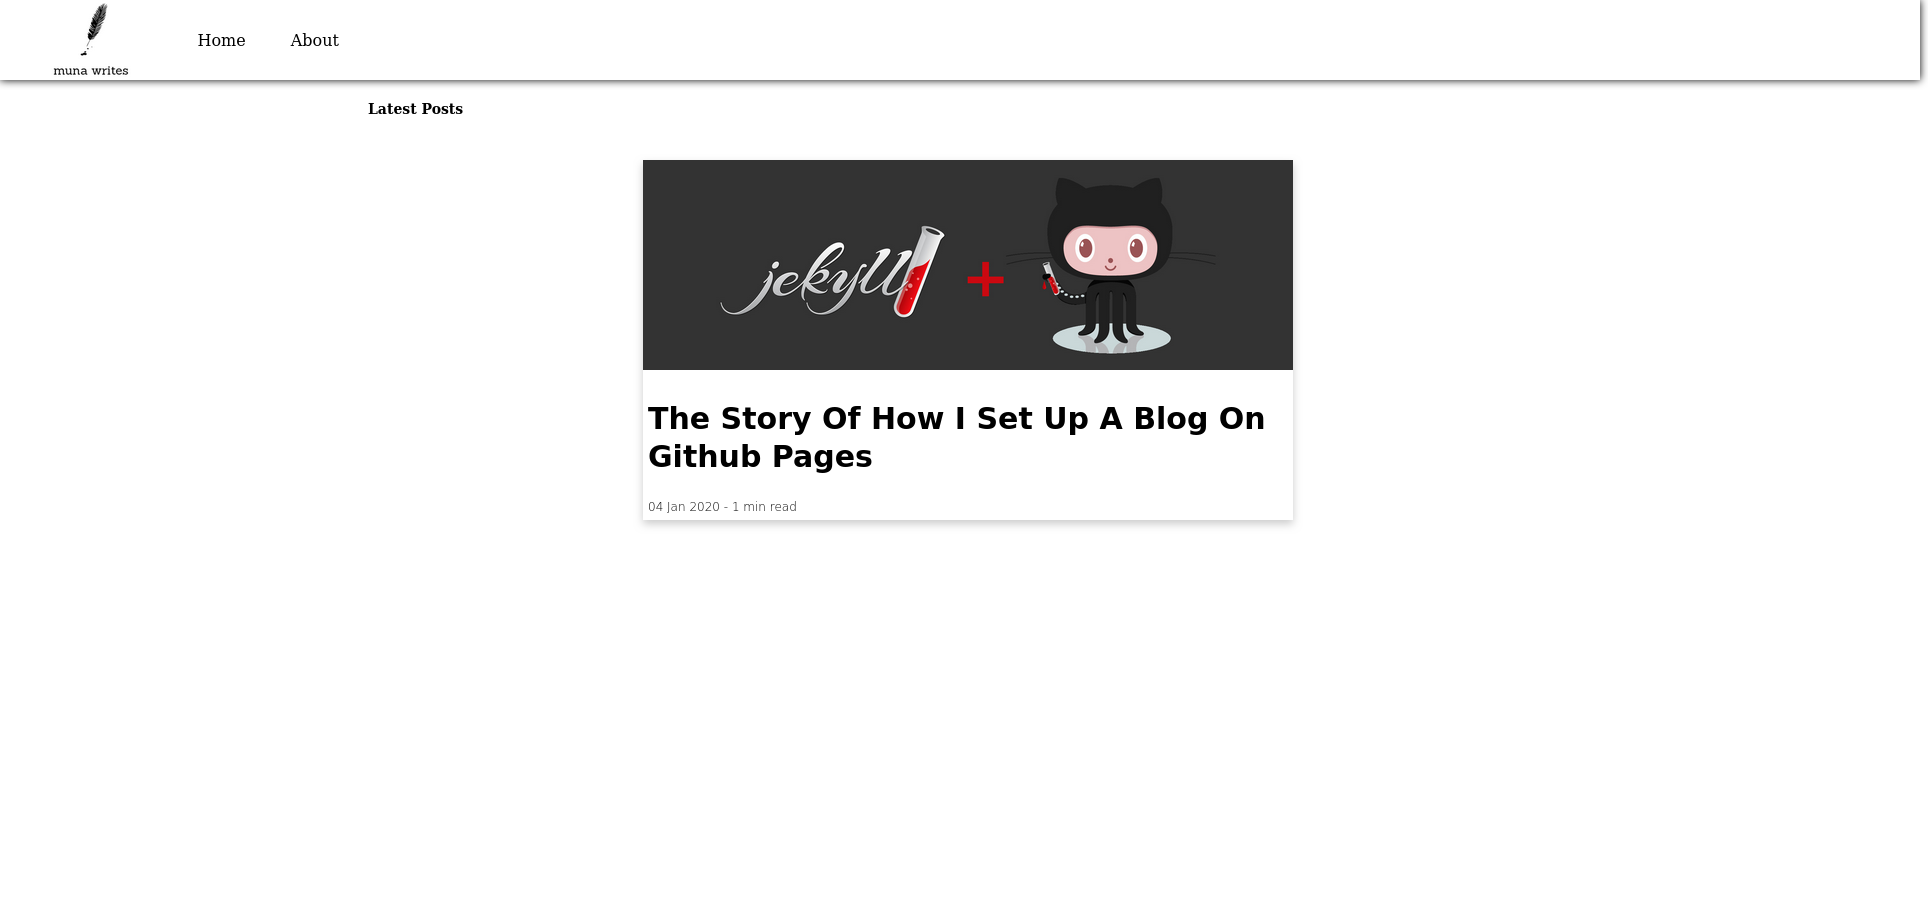 muna writes
Home
About
Latest Posts
jekyll
+
The Story Of How I Set Up A Blog On
Github Pages
04 Jan 2020 - 1 min read